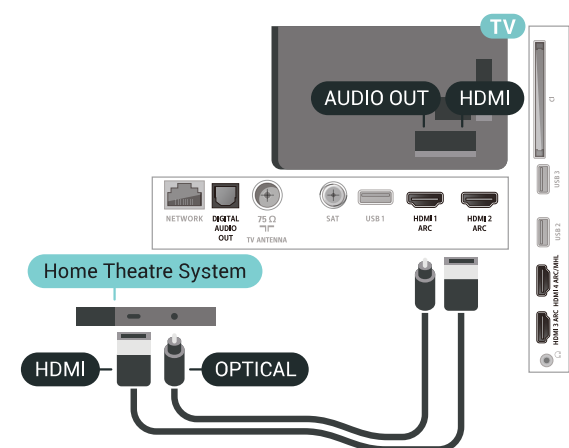 TV
AUDIO OUT
HDMI
NETWORK
DIGITAL
AUDIO
OUT
75 Ω
TV ANTENNA
SAT
USB 1
HDMI 1
ARC
HDMI 2
ARC
USB 3
USB 2
HDMI 4 ARC/MHL
HDMI 3 ARC
Home Theatre System
HDMI
OPTICAL